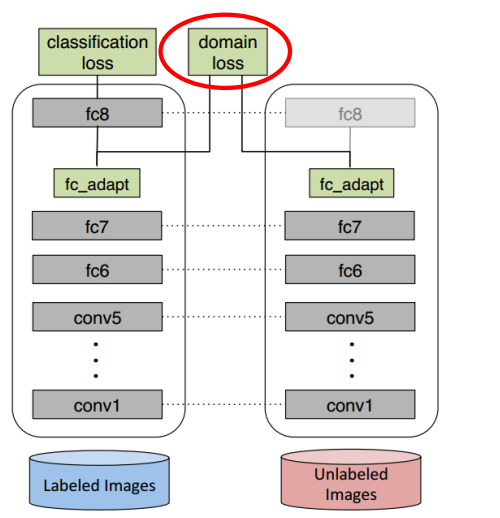 classification
loss
domain
loss
fc8
fc8
fc_adapt
fc_adapt
fc7
fc7
fc6
fc6
conv5
conv5
conv1
conv1
Labeled Images
Unlabeled
Images